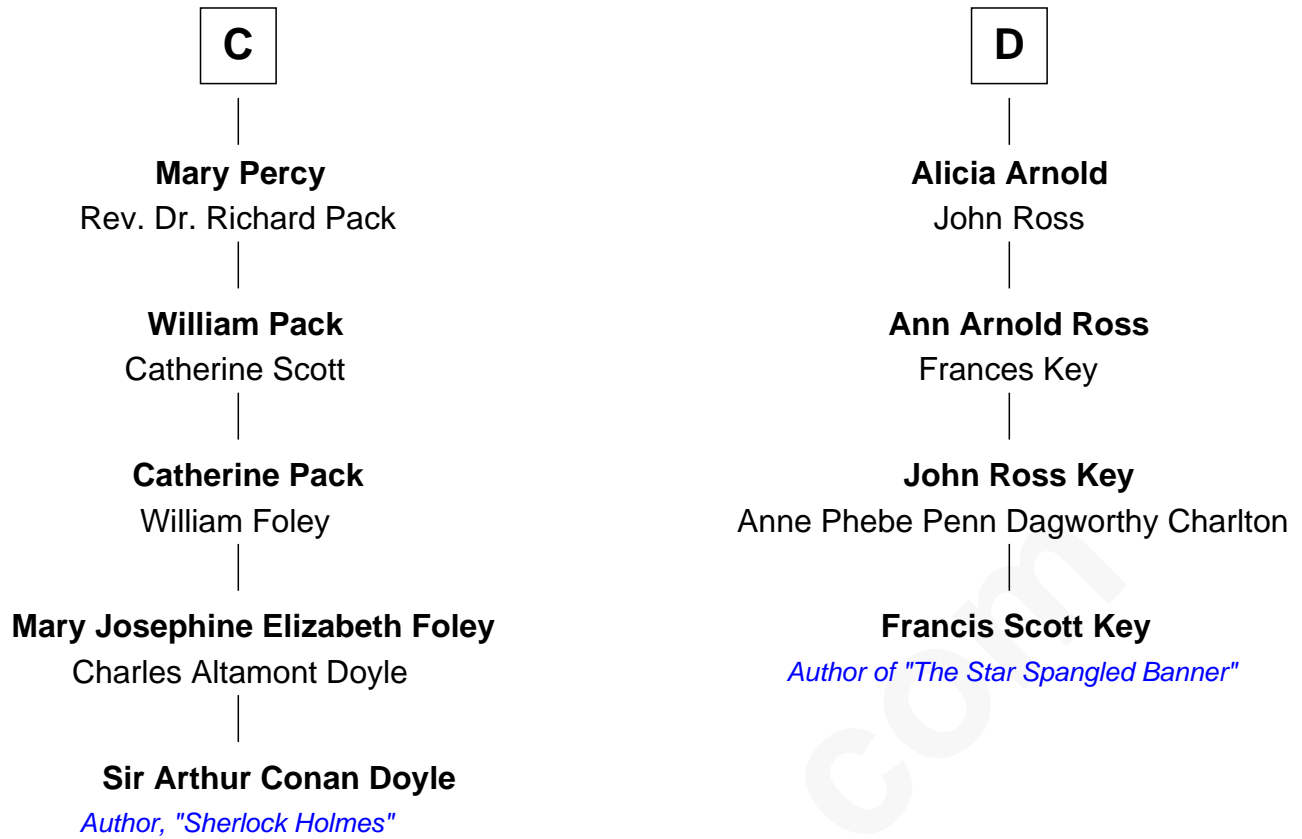 C
Mary Percy
Rev. Dr. Richard Pack
William Pack
Catherine Scott
Catherine Pack
William Foley
Mary Josephine Elizabeth Foley
Charles Altamont Doyle
Sir Arthur Conan Doyle
Author, "Sherlock Holmes"
D
Alicia Arnold
John Ross
Ann Arnold Ross
Frances Key
John Ross Key
Anne Phebe Penn Dagworthy Charlton
Francis Scott Key
Author of "The Star Spangled Banner"
com